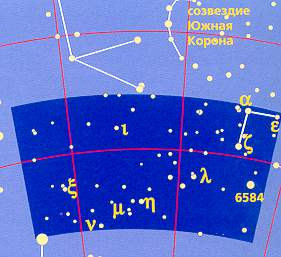 созвездие
Южная
Корона
α
ε
ι
ζ
λ
ξ
6584
μ
η
ν